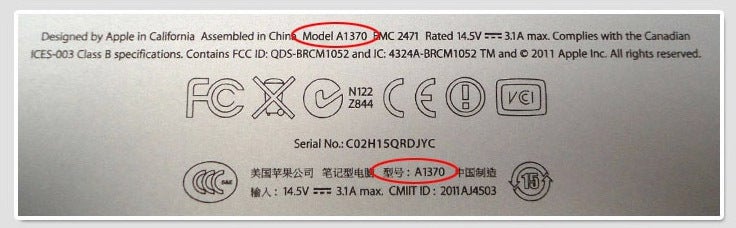 Designed by Apple in California Assembled in China Model A1370 EMC 2471 Rated 14.5V ⎓ 3.1A max. Complies with the Canadian
ICES-003 Class B specifications. Contains FCC ID: QDS-BRCM1052 and IC: 4324A-BRCM1052 TM and © 2011 Apple Inc. All rights reserved.
FC N122 CE VCI
Z844
Serial No.: C02H15QRDJYC
美国苹果公司 笔记型电脑 型号：A1370 中国制造
输入：14.5V ⎓ 3.1A max. CMIIT ID : 2011AJ4503
CCC S&E 15